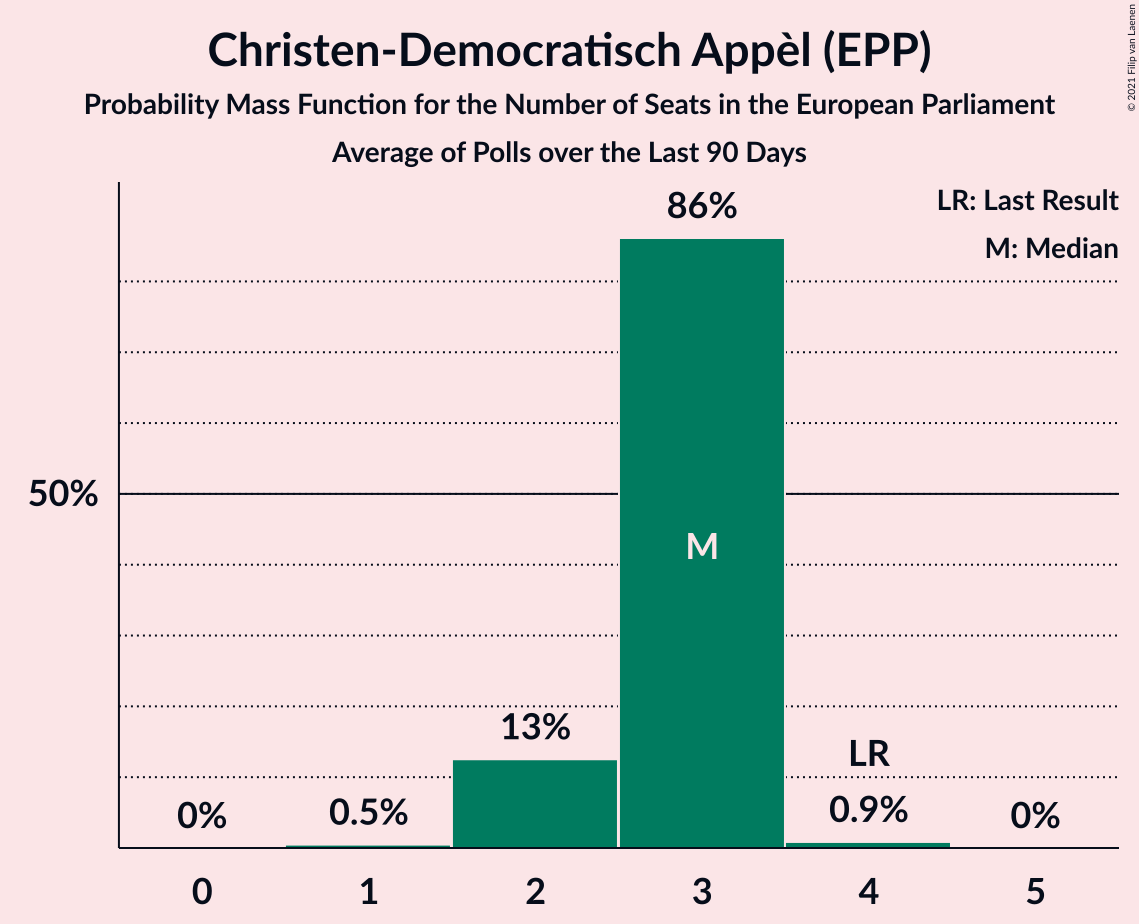 Christen-Democratisch Appèl (EPP)
Probability Mass Function for the Number of Seats in the European Parliament
Average of Polls over the Last 90 Days
© 2021 Filip van Laenen
LR: Last Result
M: Median
86%
50%
M
13%
LR
0%
0.5%
0.9%
0%
0
1
2
3
4
5